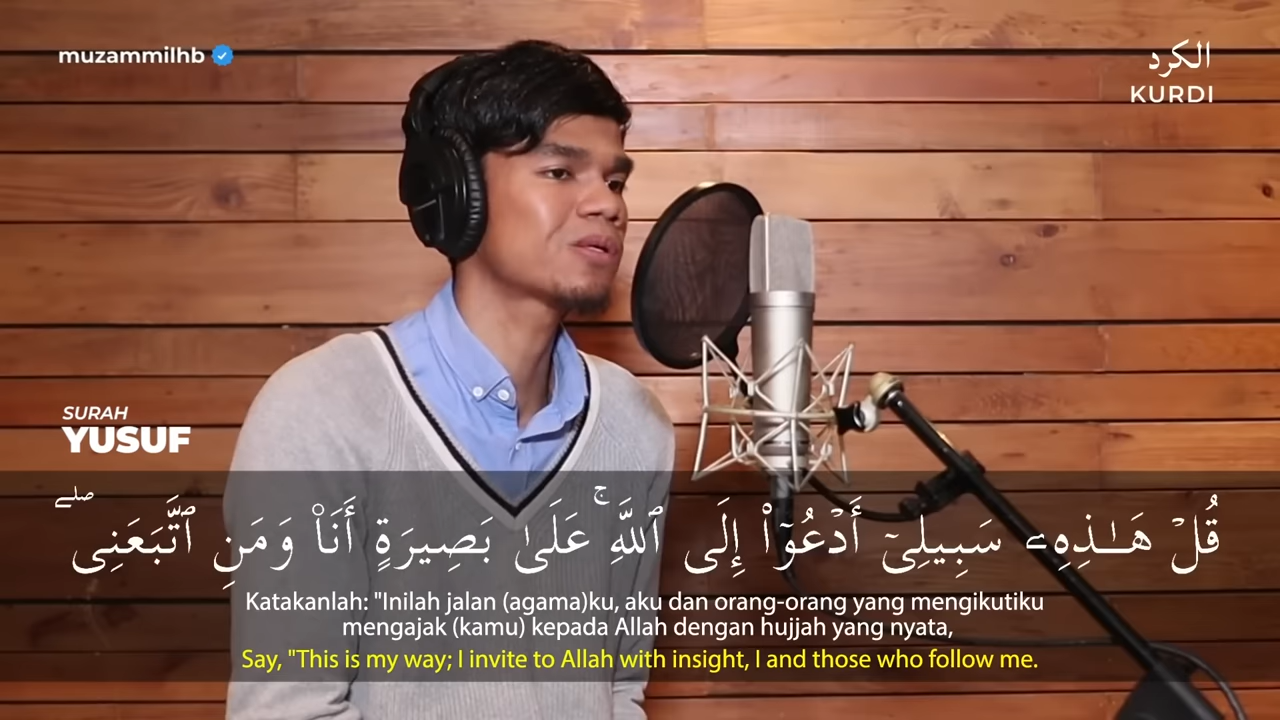 muzammilhb
الكرد
KURDI
SURAH
YUSUF
قُلْ هَـٰذِهِۦ سَبِيلِىٓ أَدْعُوٓا۟ إِلَى ٱللَّهِ ۚ عَلَىٰ بَصِيرَةٍ أَنَا۠ وَمَنِ ٱتَّبَعَنِى ۖ
Katakanlah: "Inilah jalan (agama)ku, aku dan orang-orang yang mengikutiku
mengajak (kamu) kepada Allah dengan hujjah yang nyata,
Say, "This is my way; I invite to Allah with insight, I and those who follow me.